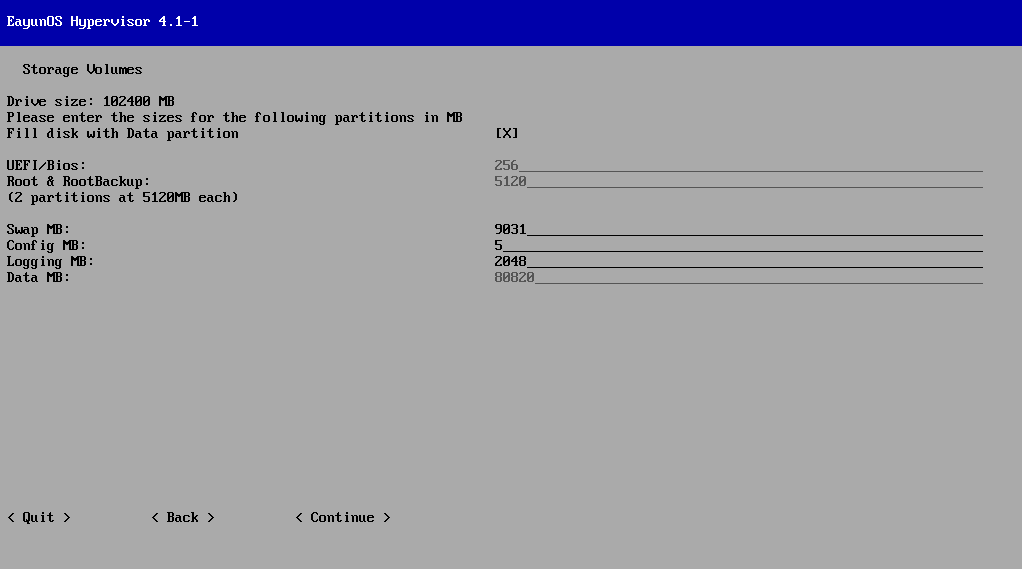 EayunOS Hypervisor 4.1-1
Storage Volumes
Drive size: 102400 MB
Please enter the sizes for the following partitions in MB
Fill disk with Data partition [X]
UEFI/Bios: 256
Root & RootBackup: 5120
(2 partitions at 5120MB each)
Swap MB: 9031
Config MB: 5
Logging MB: 2048
Data MB: 80820
< Quit > < Back > < Continue >